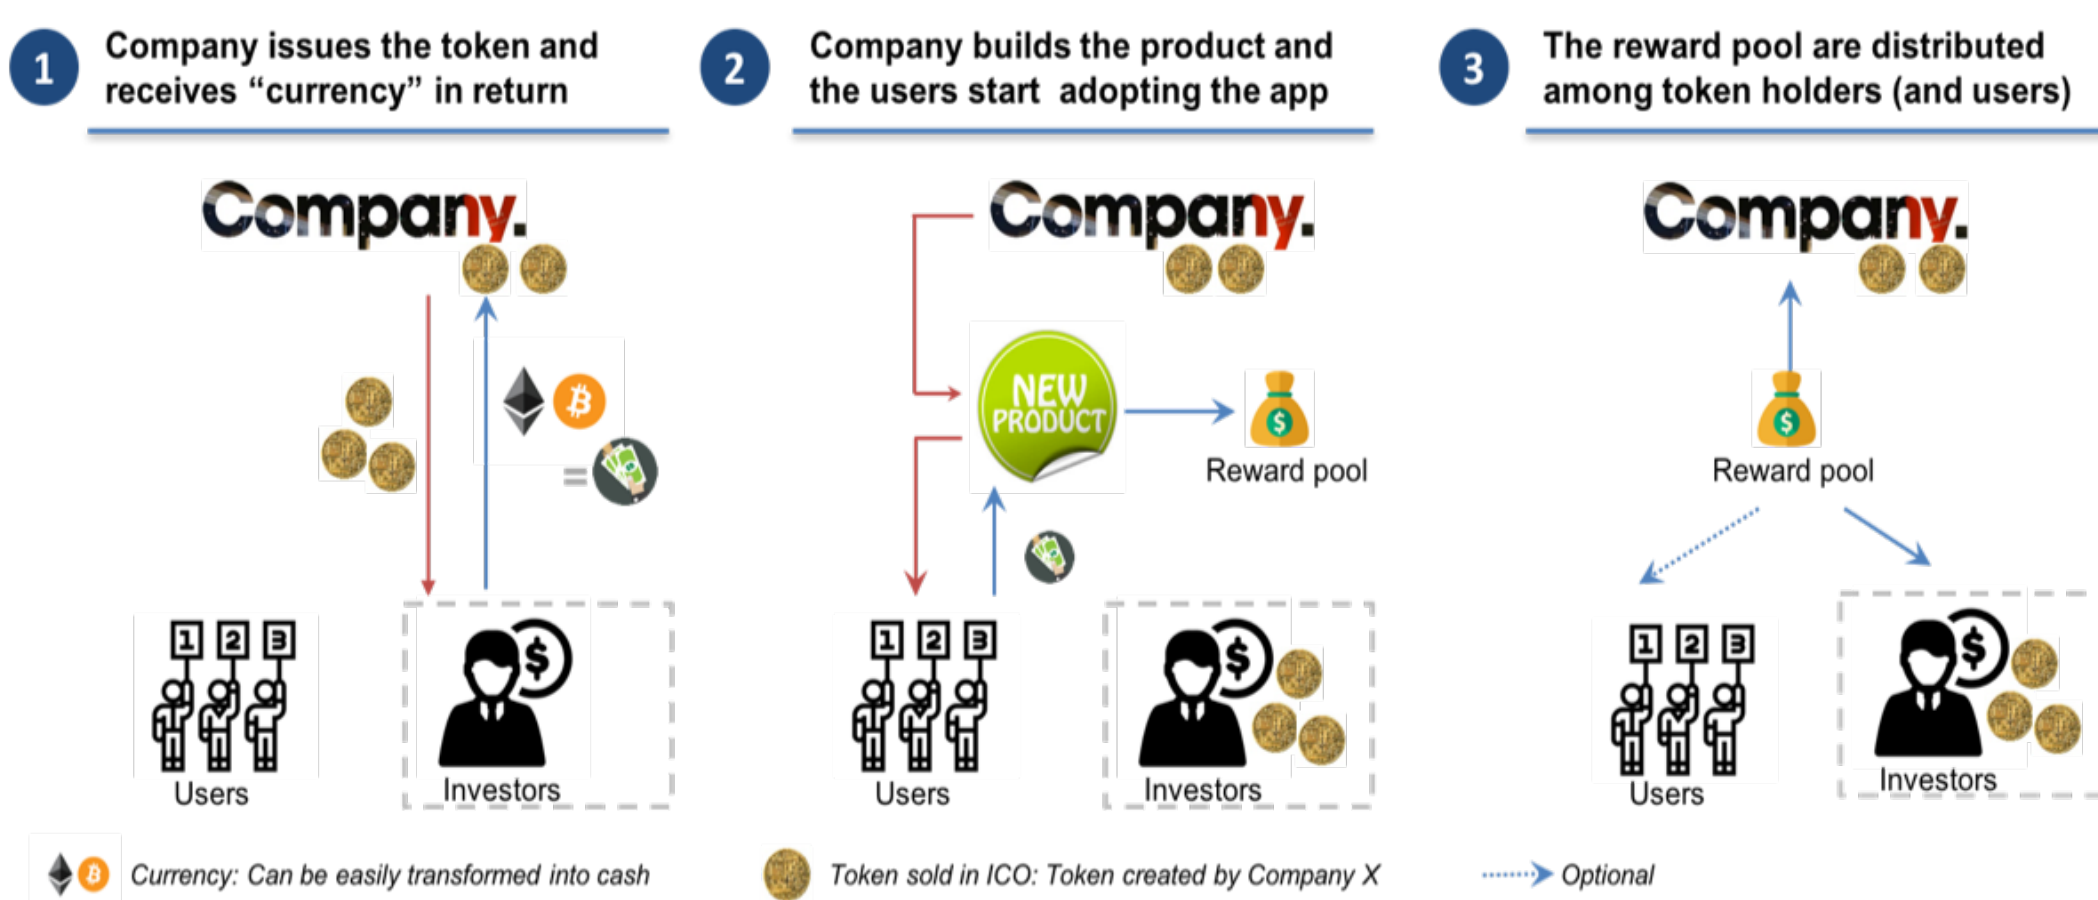 1
Company issues the token and
receives “currency” in return
2
Company builds the product and
the users start adopting the app
3
The reward pool are distributed
among token holders (and users)
Company.
Company.
Company.
NEW
PRODUCT
$
Reward pool
$
Reward pool
=
1 2 3
$
Users
Investors
1 2 3
$
Users
Investors
1 2 3
$
Users
Investors
Currency: Can be easily transformed into cash
Token sold in ICO: Token created by Company X
Optional